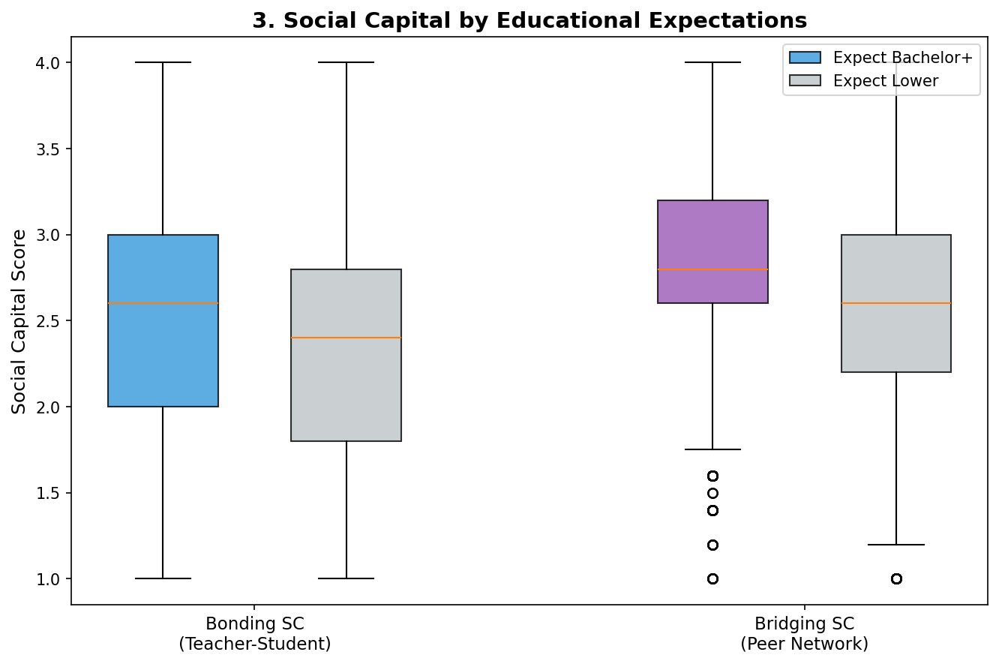 3. Social Capital by Educational Expectations
Expect Bachelor+
Expect Lower
Social Capital Score
4.0
3.5
3.0
2.5
2.0
1.5
1.0
Bonding SC
(Teacher-Student)
Bridging SC
(Peer Network)